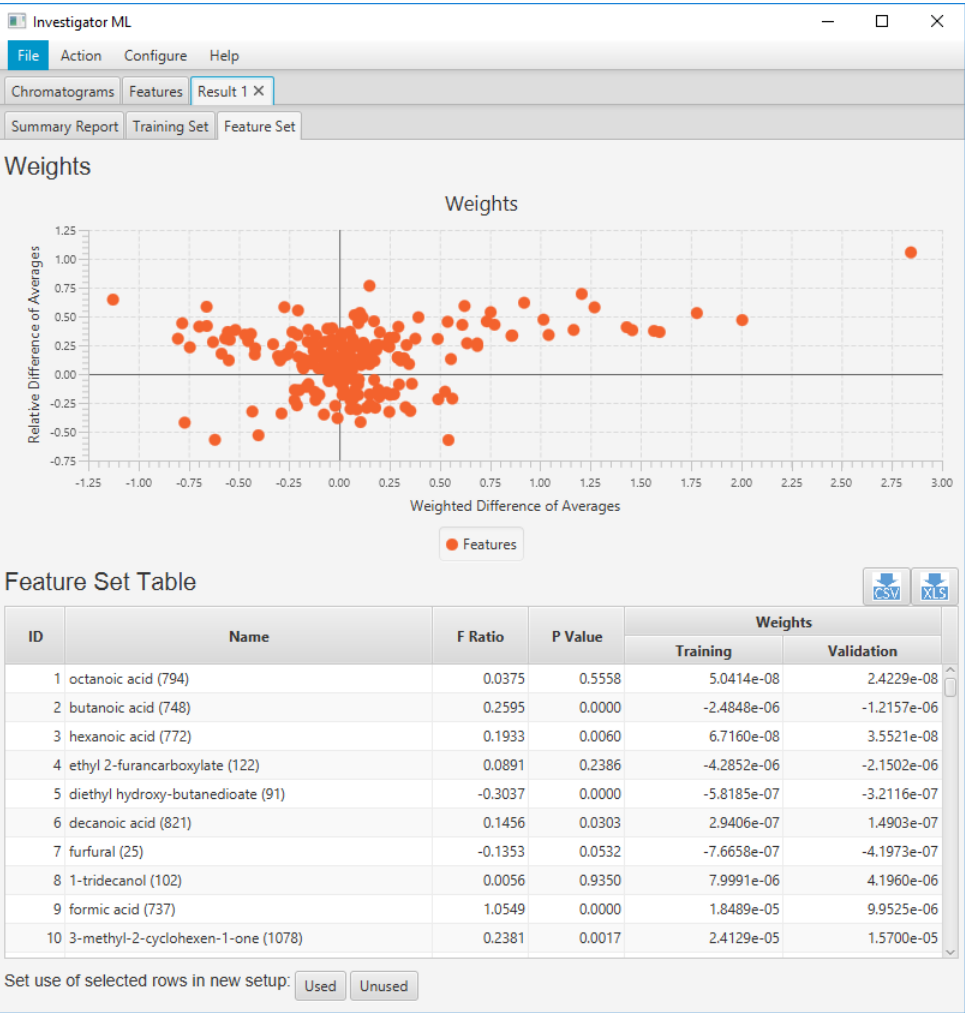 Investigator ML
File Action Configure Help
Chromatograms Features Result 1
Summary Report Training Set Feature Set
Weights
Weights
Relative Difference of Averages
1.25
1.00
0.75
0.50
0.25
0.00
-0.25
-0.50
-0.75
-1.25 -1.00 -0.75 -0.50 -0.25 0.00 0.25 0.50 0.75 1.00 1.25 1.50 1.75 2.00 2.25 2.50 2.75 3.00
Weighted Difference of Averages
Features
Feature Set Table
CSV XLS
ID Name F Ratio P Value Weights
Training Validation
1 octanoic acid (794) 0.0375 0.5558 5.0414e-08 2.4229e-08
2 butanoic acid (748) 0.2595 0.0000 -2.4848e-06 -1.2157e-06
3 hexanoic acid (772) 0.1933 0.0060 6.7160e-08 3.5521e-08
4 ethyl 2-furancarboxylate (122) 0.0891 0.2386 -4.2852e-06 -2.1502e-06
5 diethyl hydroxy-butanedioate (91) -0.3037 0.0000 -5.8185e-07 -3.2116e-07
6 decanoic acid (821) 0.1456 0.0303 2.9406e-07 1.4903e-07
7 furfural (25) -0.1353 0.0532 -7.6658e-07 -4.1973e-07
8 1-tridecanol (102) 0.0056 0.9350 7.9991e-06 4.1960e-06
9 formic acid (737) 1.0549 0.0000 1.8489e-05 9.9525e-06
10 3-methyl-2-cyclohexen-1-one (1078) 0.2381 0.0017 2.4129e-05 1.5700e-05
Set use of selected rows in new setup: Used Unused